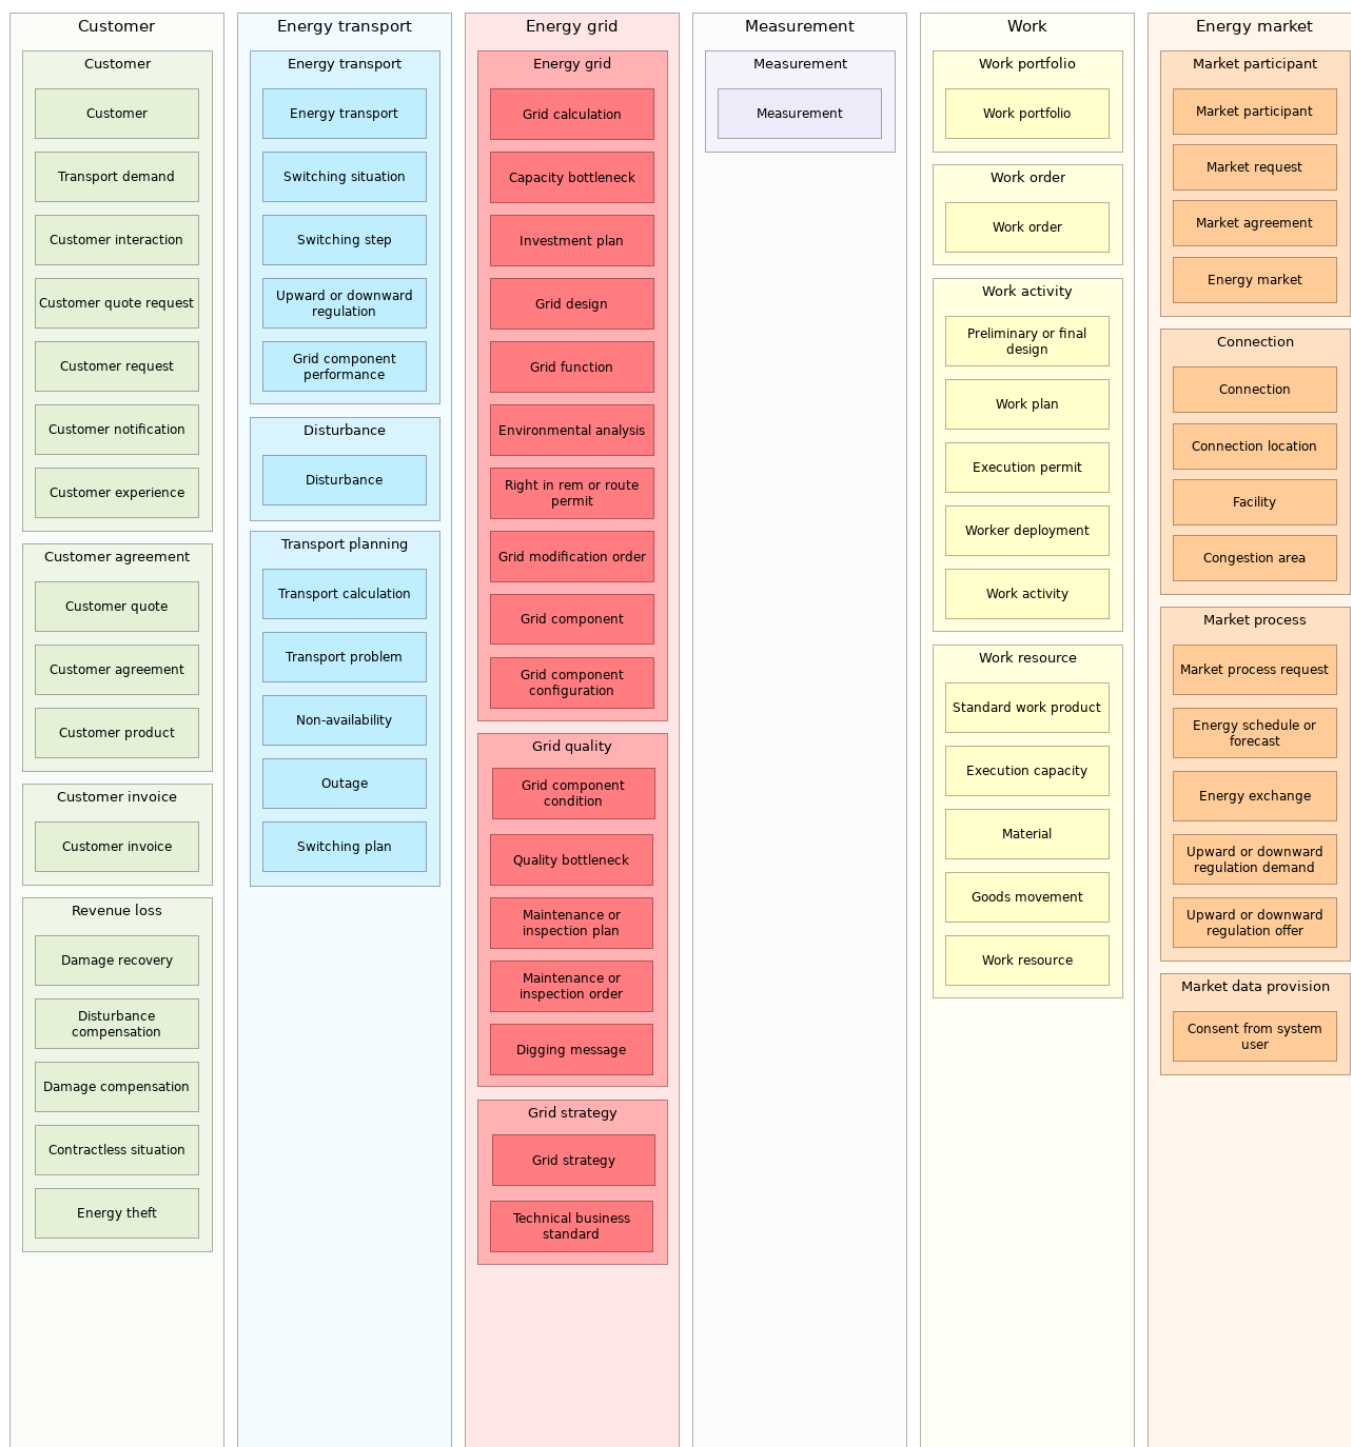 Customer
Customer
Customer
Transport demand
Customer interaction
Customer quote request
Customer request
Customer notification
Customer experience
Customer agreement
Customer quote
Customer agreement
Customer product
Customer invoice
Customer invoice
Revenue loss
Damage recovery
Disturbance
compensation
Damage compensation
Contractless situation
Energy theft
Energy transport
Energy transport
Energy transport
Switching situation
Switching step
Upward or downward
regulation
Grid component
performance
Disturbance
Disturbance
Transport planning
Transport calculation
Transport problem
Non-availability
Outage
Switching plan
Energy grid
Energy grid
Grid calculation
Capacity bottleneck
Investment plan
Grid design
Grid function
Environmental analysis
Right in rem or route
permit
Grid modification order
Grid component
Grid component
configuration
Grid quality
Grid component
condition
Quality bottleneck
Maintenance or
inspection plan
Maintenance or
inspection order
Digging message
Grid strategy
Grid strategy
Technical business
standard
Measurement
Measurement
Measurement
Work
Work portfolio
Work portfolio
Work order
Work order
Work activity
Preliminary or final
design
Work plan
Execution permit
Worker deployment
Work activity
Work resource
Standard work product
Execution capacity
Material
Goods movement
Work resource
Energy market
Market participant
Market participant
Market request
Market agreement
Energy market
Connection
Connection
Connection location
Facility
Congestion area
Market process
Market process request
Energy schedule or
forecast
Energy exchange
Upward or downward
regulation demand
Upward or downward
regulation offer
Market data provision
Consent from system
user